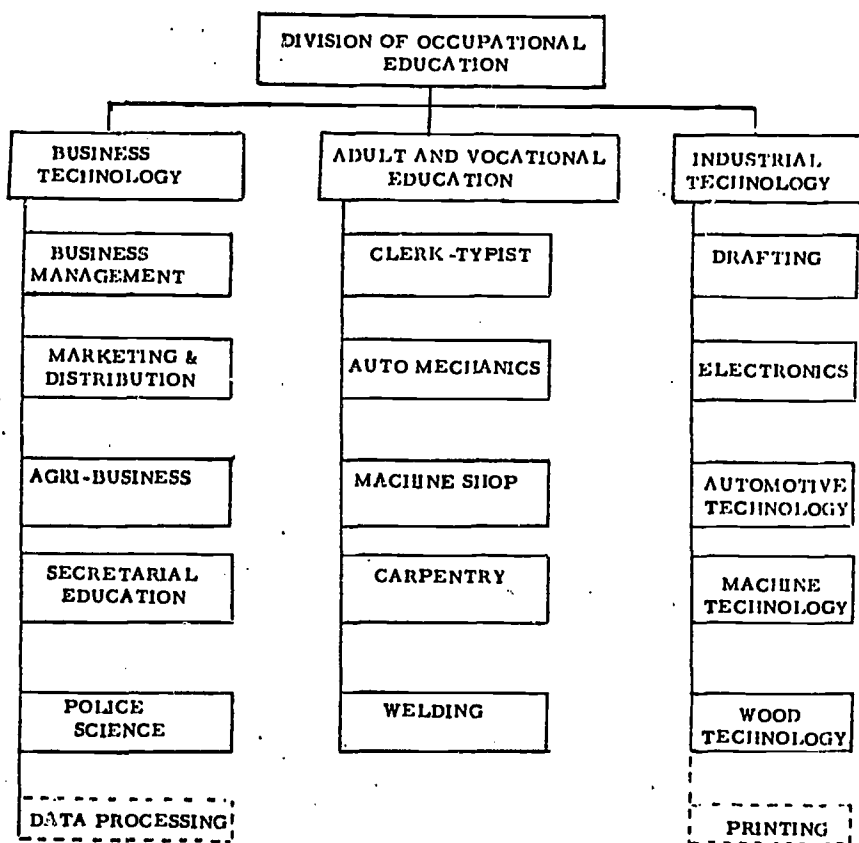 DIVISION OF OCCUPATIONAL
EDUCATION
BUSINESS
TECHNOLOGY
BUSINESS
MANAGEMENT
MARKETING &
DISTRIBUTION
AGRI-BUSINESS
SECRETARIAL
EDUCATION
POLICE
SCIENCE
DATA PROCESSING
ADULT AND VOCATIONAL
EDUCATION
CLERK-TYPIST
AUTO MECHANICS
MACHINE SHOP
CARPENTRY
WELDING
INDUSTRIAL
TECHNOLOGY
DRAFTING
ELECTRONICS
AUTOMOTIVE
TECHNOLOGY
MACHINE
TECHNOLOGY
WOOD
TECHNOLOGY
PRINTING